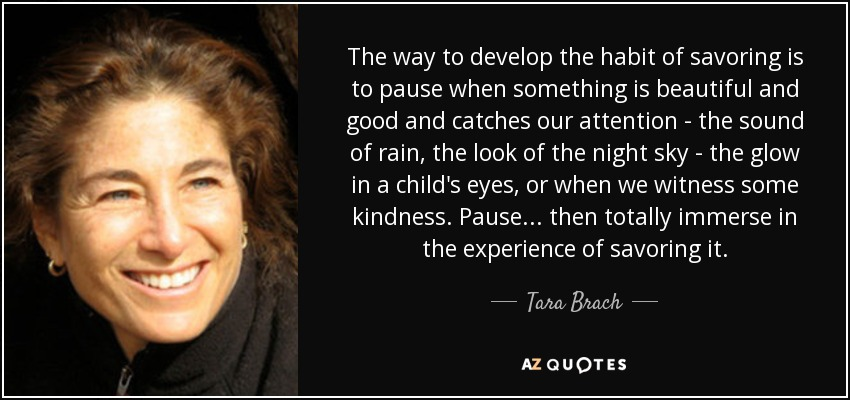 The way to develop the habit of savoring is
to pause when something is beautiful and
good and catches our attention - the sound
of rain, the look of the night sky - the glow
in a child's eyes, or when we witness some
kindness. Pause... then totally immerse in
the experience of savoring it.
Tara Brach
AZ QUOTES